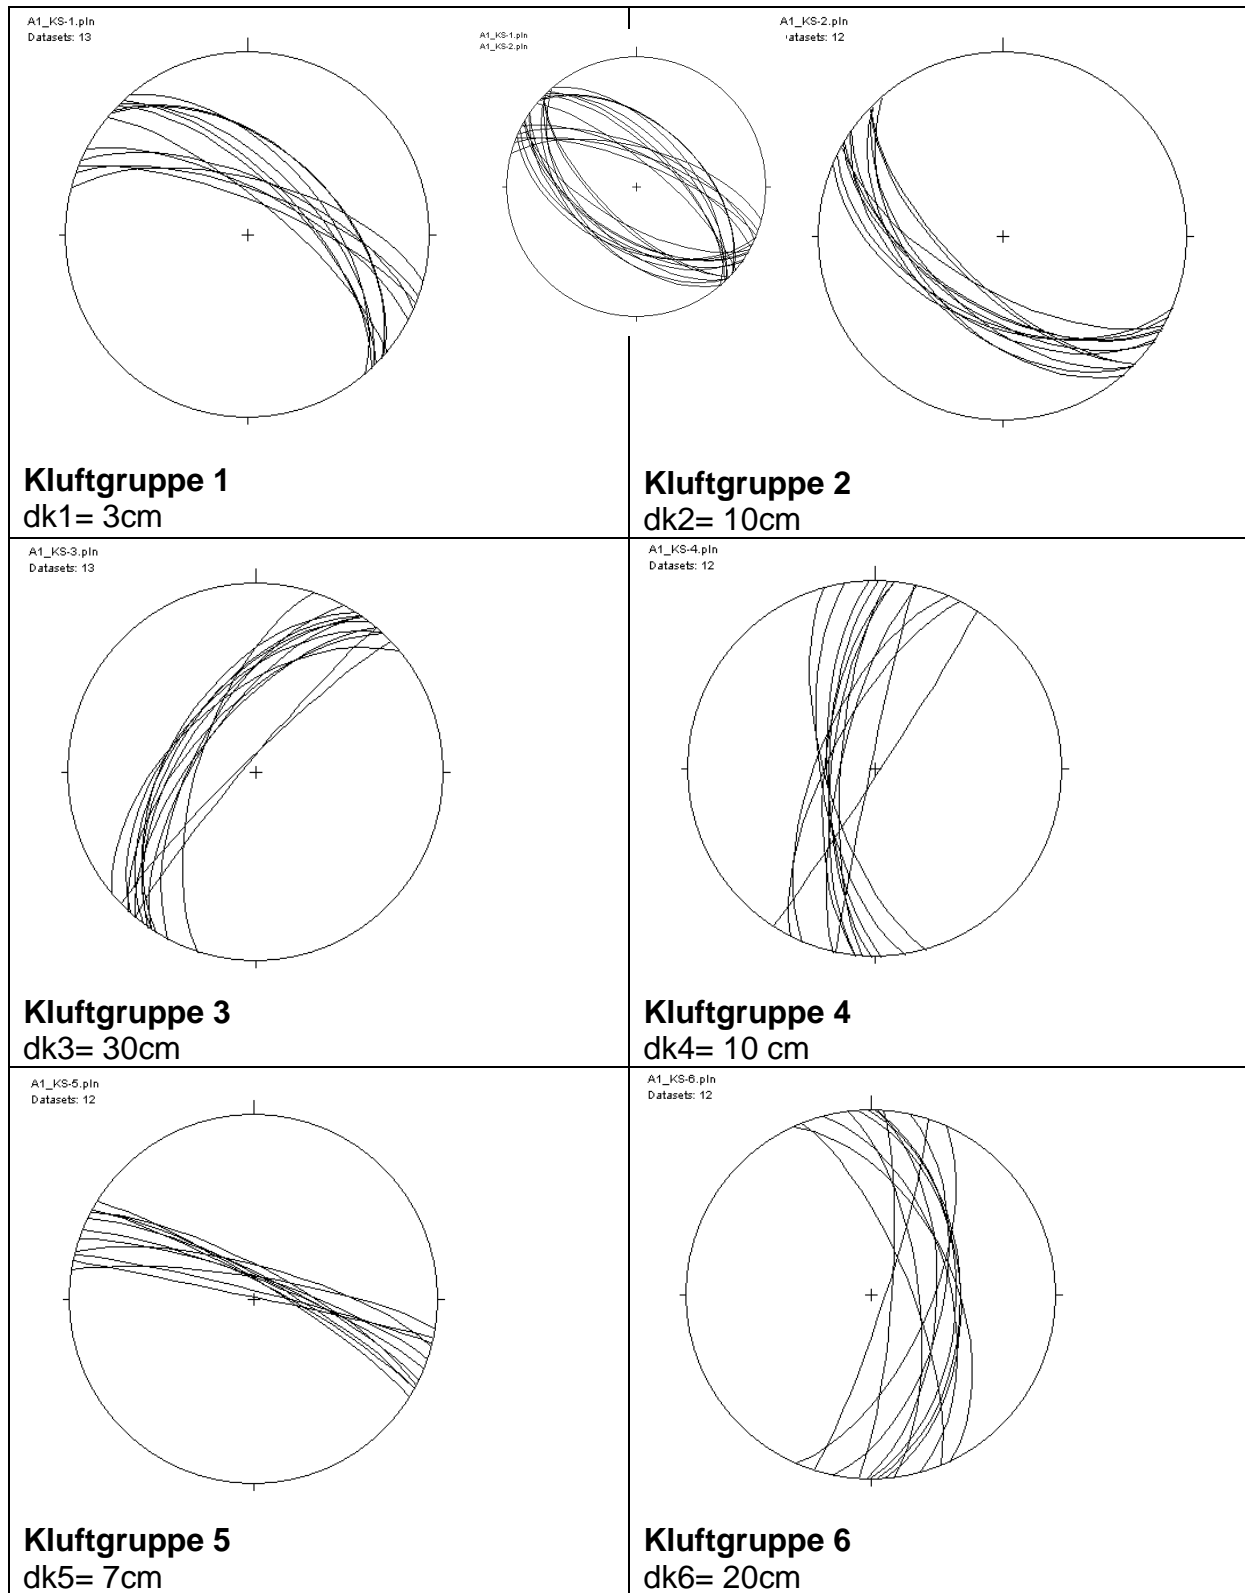 A1_KS-1.pln
Datasets: 13
A1_KS-1.pln
A1_KS-2.pln
A1_KS-2.pln
atasets: 12
Kluftgruppe 1
dk1= 3cm
Kluftgruppe 2
dk2= 10cm
A1_KS-3.pln
Datasets: 13
A1_KS-4.pln
Datasets: 12
Kluftgruppe 3
dk3= 30cm
Kluftgruppe 4
dk4= 10 cm
A1_KS-5.pln
Datasets: 12
A1_KS-6.pln
Datasets: 12
Kluftgruppe 5
dk5= 7cm
Kluftgruppe 6
dk6= 20cm